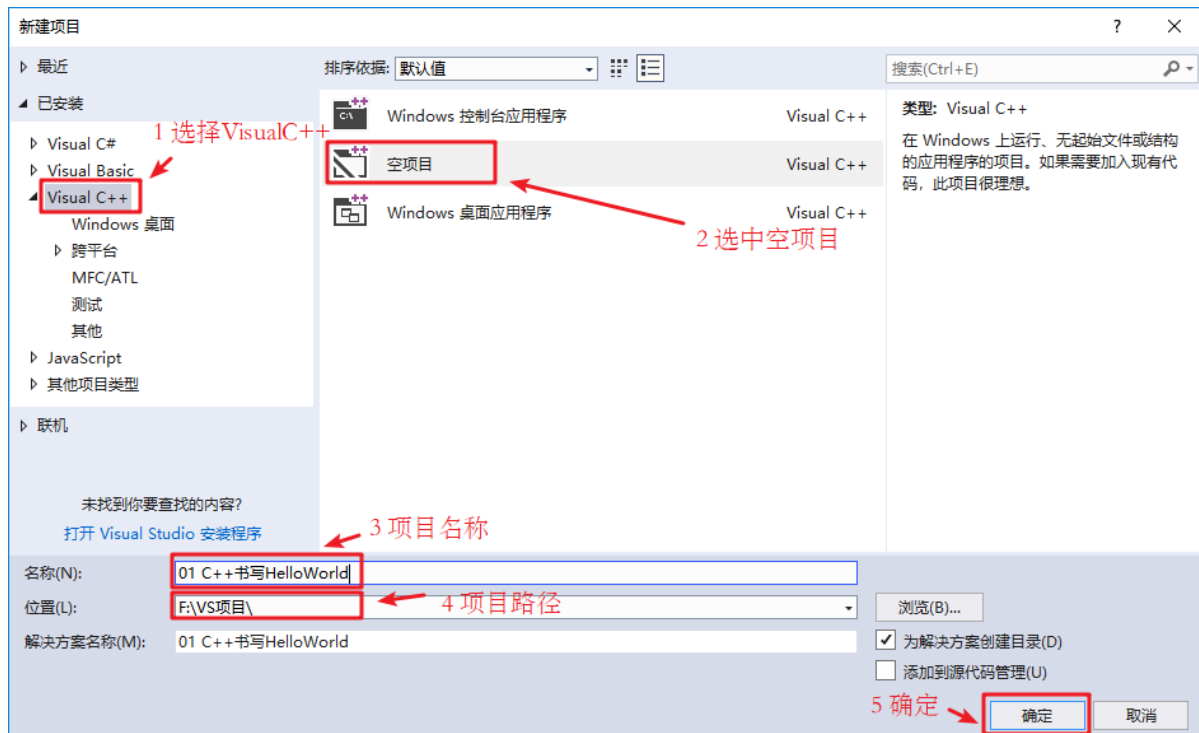 新建项目
?
最近
排序依据: 默认值
搜索(Ctrl+E)
已安装
1 选择VisualC++
Visual C#
Visual Basic
Visual C++
Windows 桌面
跨平台
MFC/ATL
测试
其他
JavaScript
其他项目类型
联机
未找到你要查找的内容?
打开 Visual Studio 安装程序
Windows 控制台应用程序 Visual C++
空项目 Visual C++
Windows 桌面应用程序 Visual C++
2 选中空项目
类型: Visual C++
在 Windows 上运行、无起始文件或结构
的应用程序的项目。如果需要加入现有代
码，此项目很理想。
3 项目名称
名称(N): 01 C++书写HelloWorld
位置(L): F:\VS项目\
4 项目路径
浏览(B)...
解决方案名称(M): 01 C++书写HelloWorld
为解决方案创建目录(D)
添加到源代码管理(U)
5 确定
确定
取消